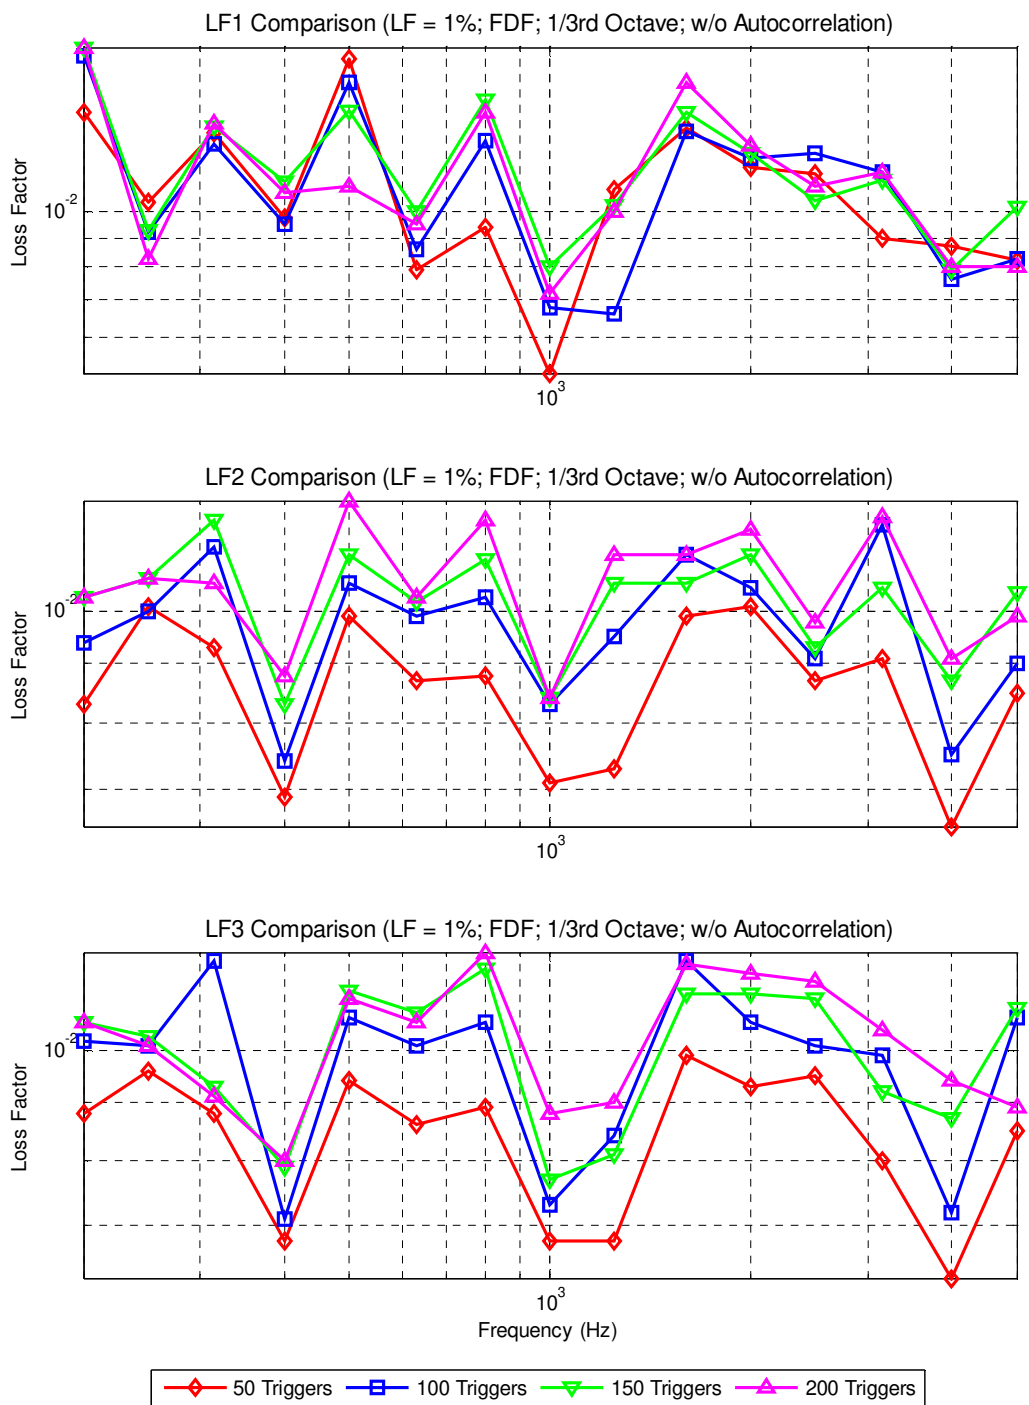 LF1 Comparison (LF = 1%; FDF; 1/3rd Octave; w/o Autocorrelation)
Loss Factor
10^-2
10^3
LF2 Comparison (LF = 1%; FDF; 1/3rd Octave; w/o Autocorrelation)
Loss Factor
10^-2
10^3
LF3 Comparison (LF = 1%; FDF; 1/3rd Octave; w/o Autocorrelation)
Loss Factor
10^-2
10^3
Frequency (Hz)
50 Triggers 100 Triggers 150 Triggers 200 Triggers